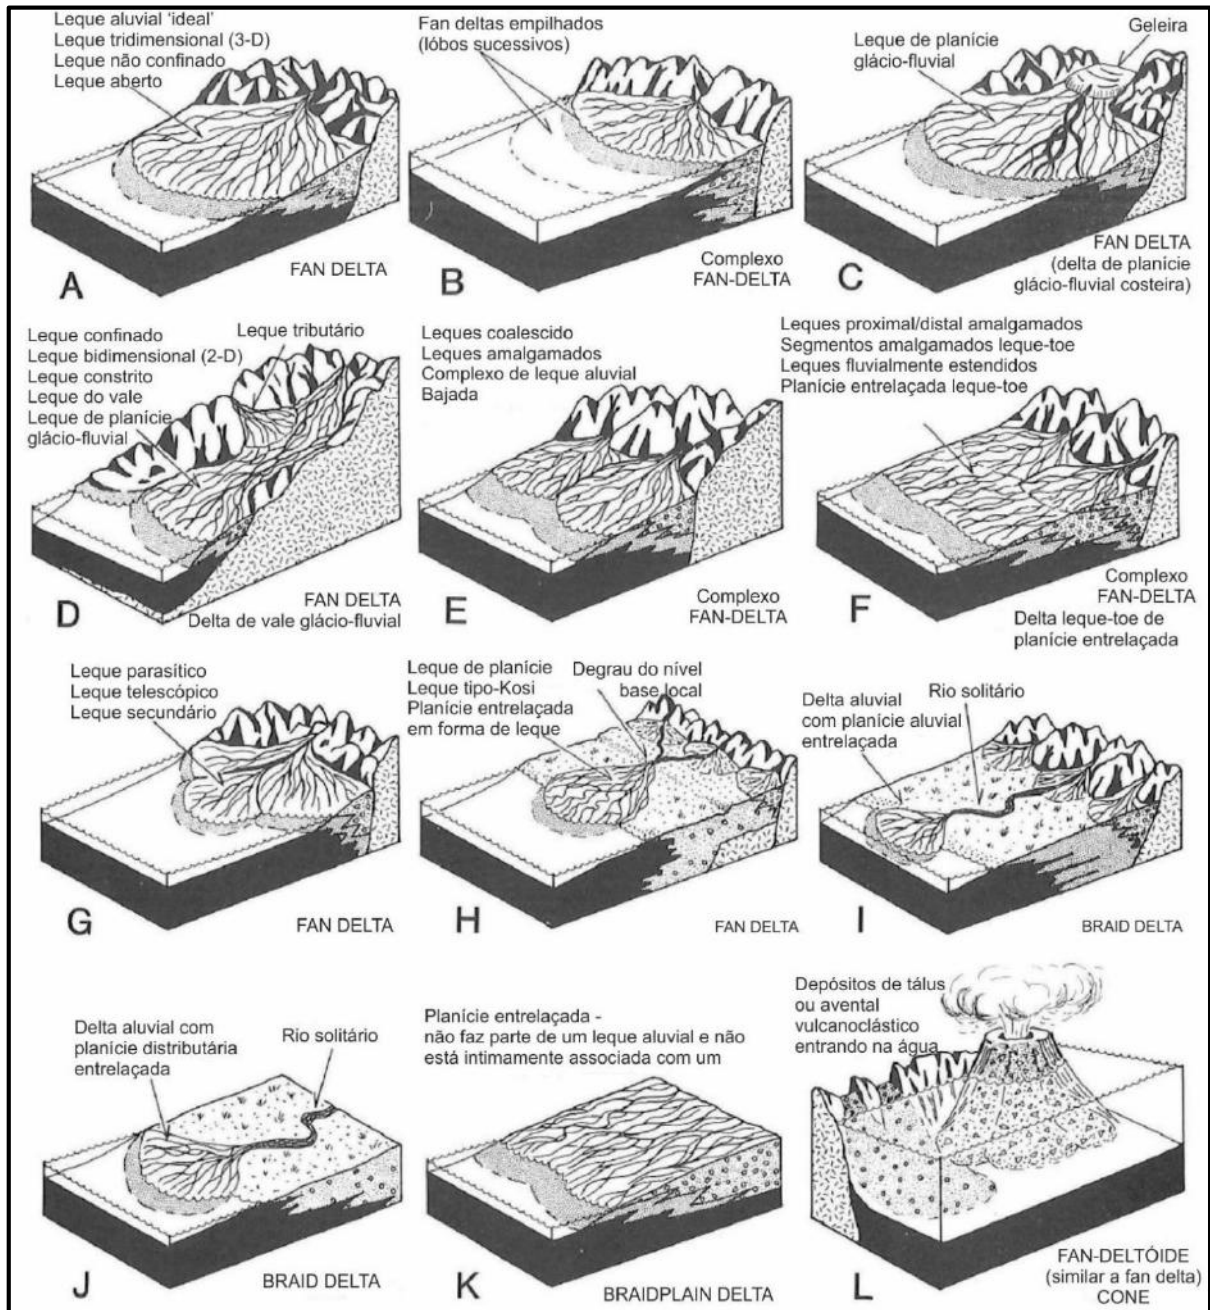 Leque aluvial 'ideal'
Leque tridimensional (3-D)
Leque não confinado
Leque aberto
A
FAN DELTA
Fan deltas empilhados
(lóbos sucessivos)
B
Complexo
FAN-DELTA
Geleira
Leque de planície
glácio-fluvial
C
FAN DELTA
(delta de planície
glácio-fluvial costeira)
Leque confinado
Leque bidimensional (2-D)
Leque constrito
Leque do vale
Leque de planície
glácio-fluvial
Leque tributário
D
FAN DELTA
Delta de vale glácio-fluvial
Leques coalescido
Leques amalgamados
Complexo de leque aluvial
Bajada
E
Complexo
FAN-DELTA
Leques proximal/distal amalgamados
Segmentos amalgamados leque-toe
Leques fluvialmente estendidos
Planície entrelaçada leque-toe
F
Complexo
FAN-DELTA
Delta leque-toe de
planície entrelaçada
Leque parasítico
Leque telescópico
Leque secundário
G
FAN DELTA
Leque de planície
Leque tipo-Kosi
Planície entrelaçada
em forma de leque
Degrau do nível
base local
H
FAN DELTA
Delta aluvial
com planície aluvial
entrelaçada
Rio solitário
I
BRAID DELTA
Delta aluvial com
planície distributária
entrelaçada
Rio solitário
J
BRAID DELTA
Planície entrelaçada -
não faz parte de um leque aluvial e não
está intimamente associada com um
K
BRAIDPLAIN DELTA
Depósitos de tálus
ou avental
vulcanoclástico
entrando na água
L
FAN-DELTÓIDE
(similar a fan delta)
CONE